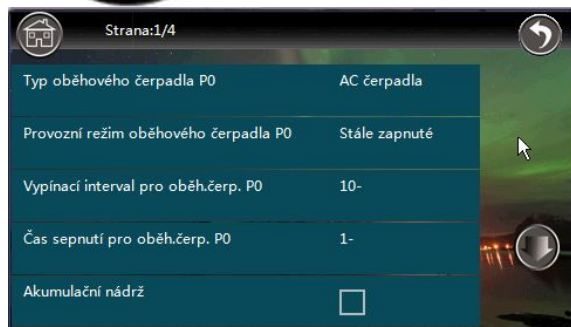 Strana:1/4
Typ oběhového čerpadla P0 AC čerpadla
Provozní režim oběhového čerpadla P0 Stále zapnuté
Vypínací interval pro oběh.čerp. P0 10-
Čas sepnutí pro oběh.čerp. P0 1-
Akumulační nádrž